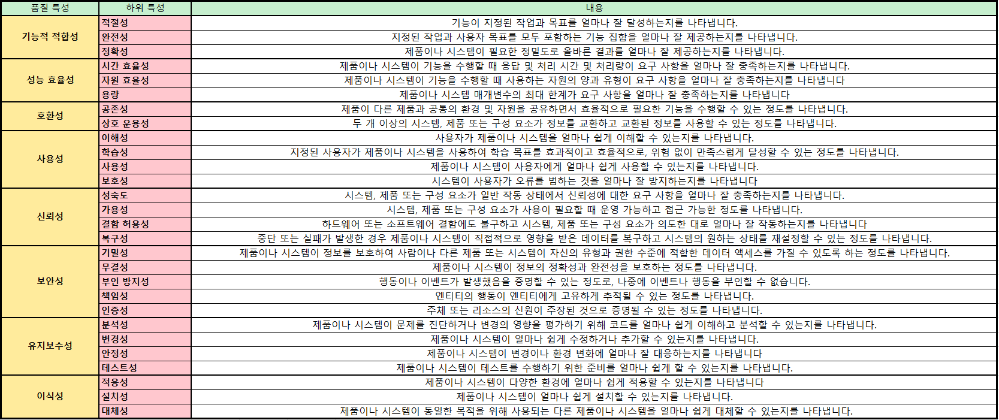 품질 특성 하위 특성 내용
기능적 적합성
적절성 기능이 지정된 작업과 목표를 얼마나 잘 달성하는지를 나타냅니다.
완전성 지정된 작업과 사용자 목표를 모두 포함하는 기능 집합을 얼마나 잘 제공하는지를 나타냅니다.
정확성 제품이나 시스템이 필요한 정밀도로 올바른 결과를 얼마나 잘 제공하는지를 나타냅니다.
성능 효율성
시간 효율성 제품이나 시스템이 기능을 수행할 때 응답 및 처리 시간 및 처리량이 요구 사항을 얼마나 잘 충족하는지를 나타냅니다.
자원 효율성 제품이나 시스템이 기능을 수행할 때 사용하는 자원의 양과 유형이 요구 사항을 얼마나 잘 충족하는지를 나타냅니다
용량 제품이나 시스템 매개변수의 최대 한계가 요구 사항을 얼마나 잘 충족하는지를 나타냅니다
호환성
공존성 제품이 다른 제품과 공통의 환경 및 자원을 공유하면서 효율적으로 필요한 기능을 수행할 수 있는 정도를 나타냅니다.
상호 운용성 두 개 이상의 시스템, 제품 또는 구성 요소가 정보를 교환하고 교환된 정보를 사용할 수 있는 정도를 나타냅니다.
사용성
이해성 사용자가 제품이나 시스템을 얼마나 쉽게 이해할 수 있는지를 나타냅니다.
학습성 지정된 사용자가 제품이나 시스템을 사용하여 학습 목표를 효과적이고 효율적으로, 위험 없이 만족스럽게 달성할 수 있는 정도를 나타냅니다.
사용성 제품이나 시스템이 사용자에게 얼마나 쉽게 사용할 수 있는지를 나타냅니다.
보호성 시스템이 사용자가 오류를 범하는 것을 얼마나 잘 방지하는지를 나타냅니다
신뢰성
성숙도 시스템, 제품 또는 구성 요소가 일반 작동 상태에서 신뢰성에 대한 요구 사항을 얼마나 잘 충족하는지를 나타냅니다.
가용성 시스템, 제품 또는 구성 요소가 사용이 필요할 때 운영 가능하고 접근 가능한 정도를 나타냅니다.
결함 허용성 하드웨어 또는 소프트웨어 결함에도 불구하고 시스템, 제품 또는 구성 요소가 의도한 대로 얼마나 잘 작동하는지를 나타냅니다
복구성 중단 또는 실패가 발생한 경우 제품이나 시스템이 직접적으로 영향을 받은 데이터를 복구하고 시스템의 원하는 상태를 재설정할 수 있는 정도를 나타냅니다.
보안성
기밀성 제품이나 시스템이 정보를 보호하여 사람이나 다른 제품 또는 시스템이 자신의 유형과 권한 수준에 적합한 데이터 액세스를 가질 수 있도록 하는 정도를 나타냅니다.
무결성 제품이나 시스템이 정보의 정확성과 완전성을 보호하는 정도를 나타냅니다.
부인 방지성 행동이나 이벤트가 발생했음을 증명할 수 있는 정도로, 나중에 이벤트나 행동을 부인할 수 없습니다.
책임성 엔티티의 행동이 엔티티에게 고유하게 추적될 수 있는 정도를 나타냅니다.
인증성 주체 또는 리소스의 신원이 주장된 것으로 증명될 수 있는 정도를 나타냅니다.
유지보수성
분석성 제품이나 시스템이 문제를 진단하거나 변경의 영향을 평가하기 위해 코드를 얼마나 쉽게 이해하고 분석할 수 있는지를 나타냅니다.
변경성 제품이나 시스템이 얼마나 쉽게 수정하거나 추가할 수 있는지를 나타냅니다.
안정성 제품이나 시스템이 변경이나 환경 변화에 얼마나 잘 대응하는지를 나타냅니다
테스트성 제품이나 시스템이 테스트를 수행하기 위한 준비를 얼마나 쉽게 할 수 있는지를 나타냅니다.
이식성
적응성 제품이나 시스템이 다양한 환경에 얼마나 쉽게 적용할 수 있는지를 나타냅니다
설치성 제품이나 시스템이 얼마나 쉽게 설치할 수 있는지를 나타냅니다.
대체성 제품이나 시스템이 동일한 목적을 위해 사용되는 다른 제품이나 시스템을 얼마나 쉽게 대체할 수 있는지를 나타냅니다.